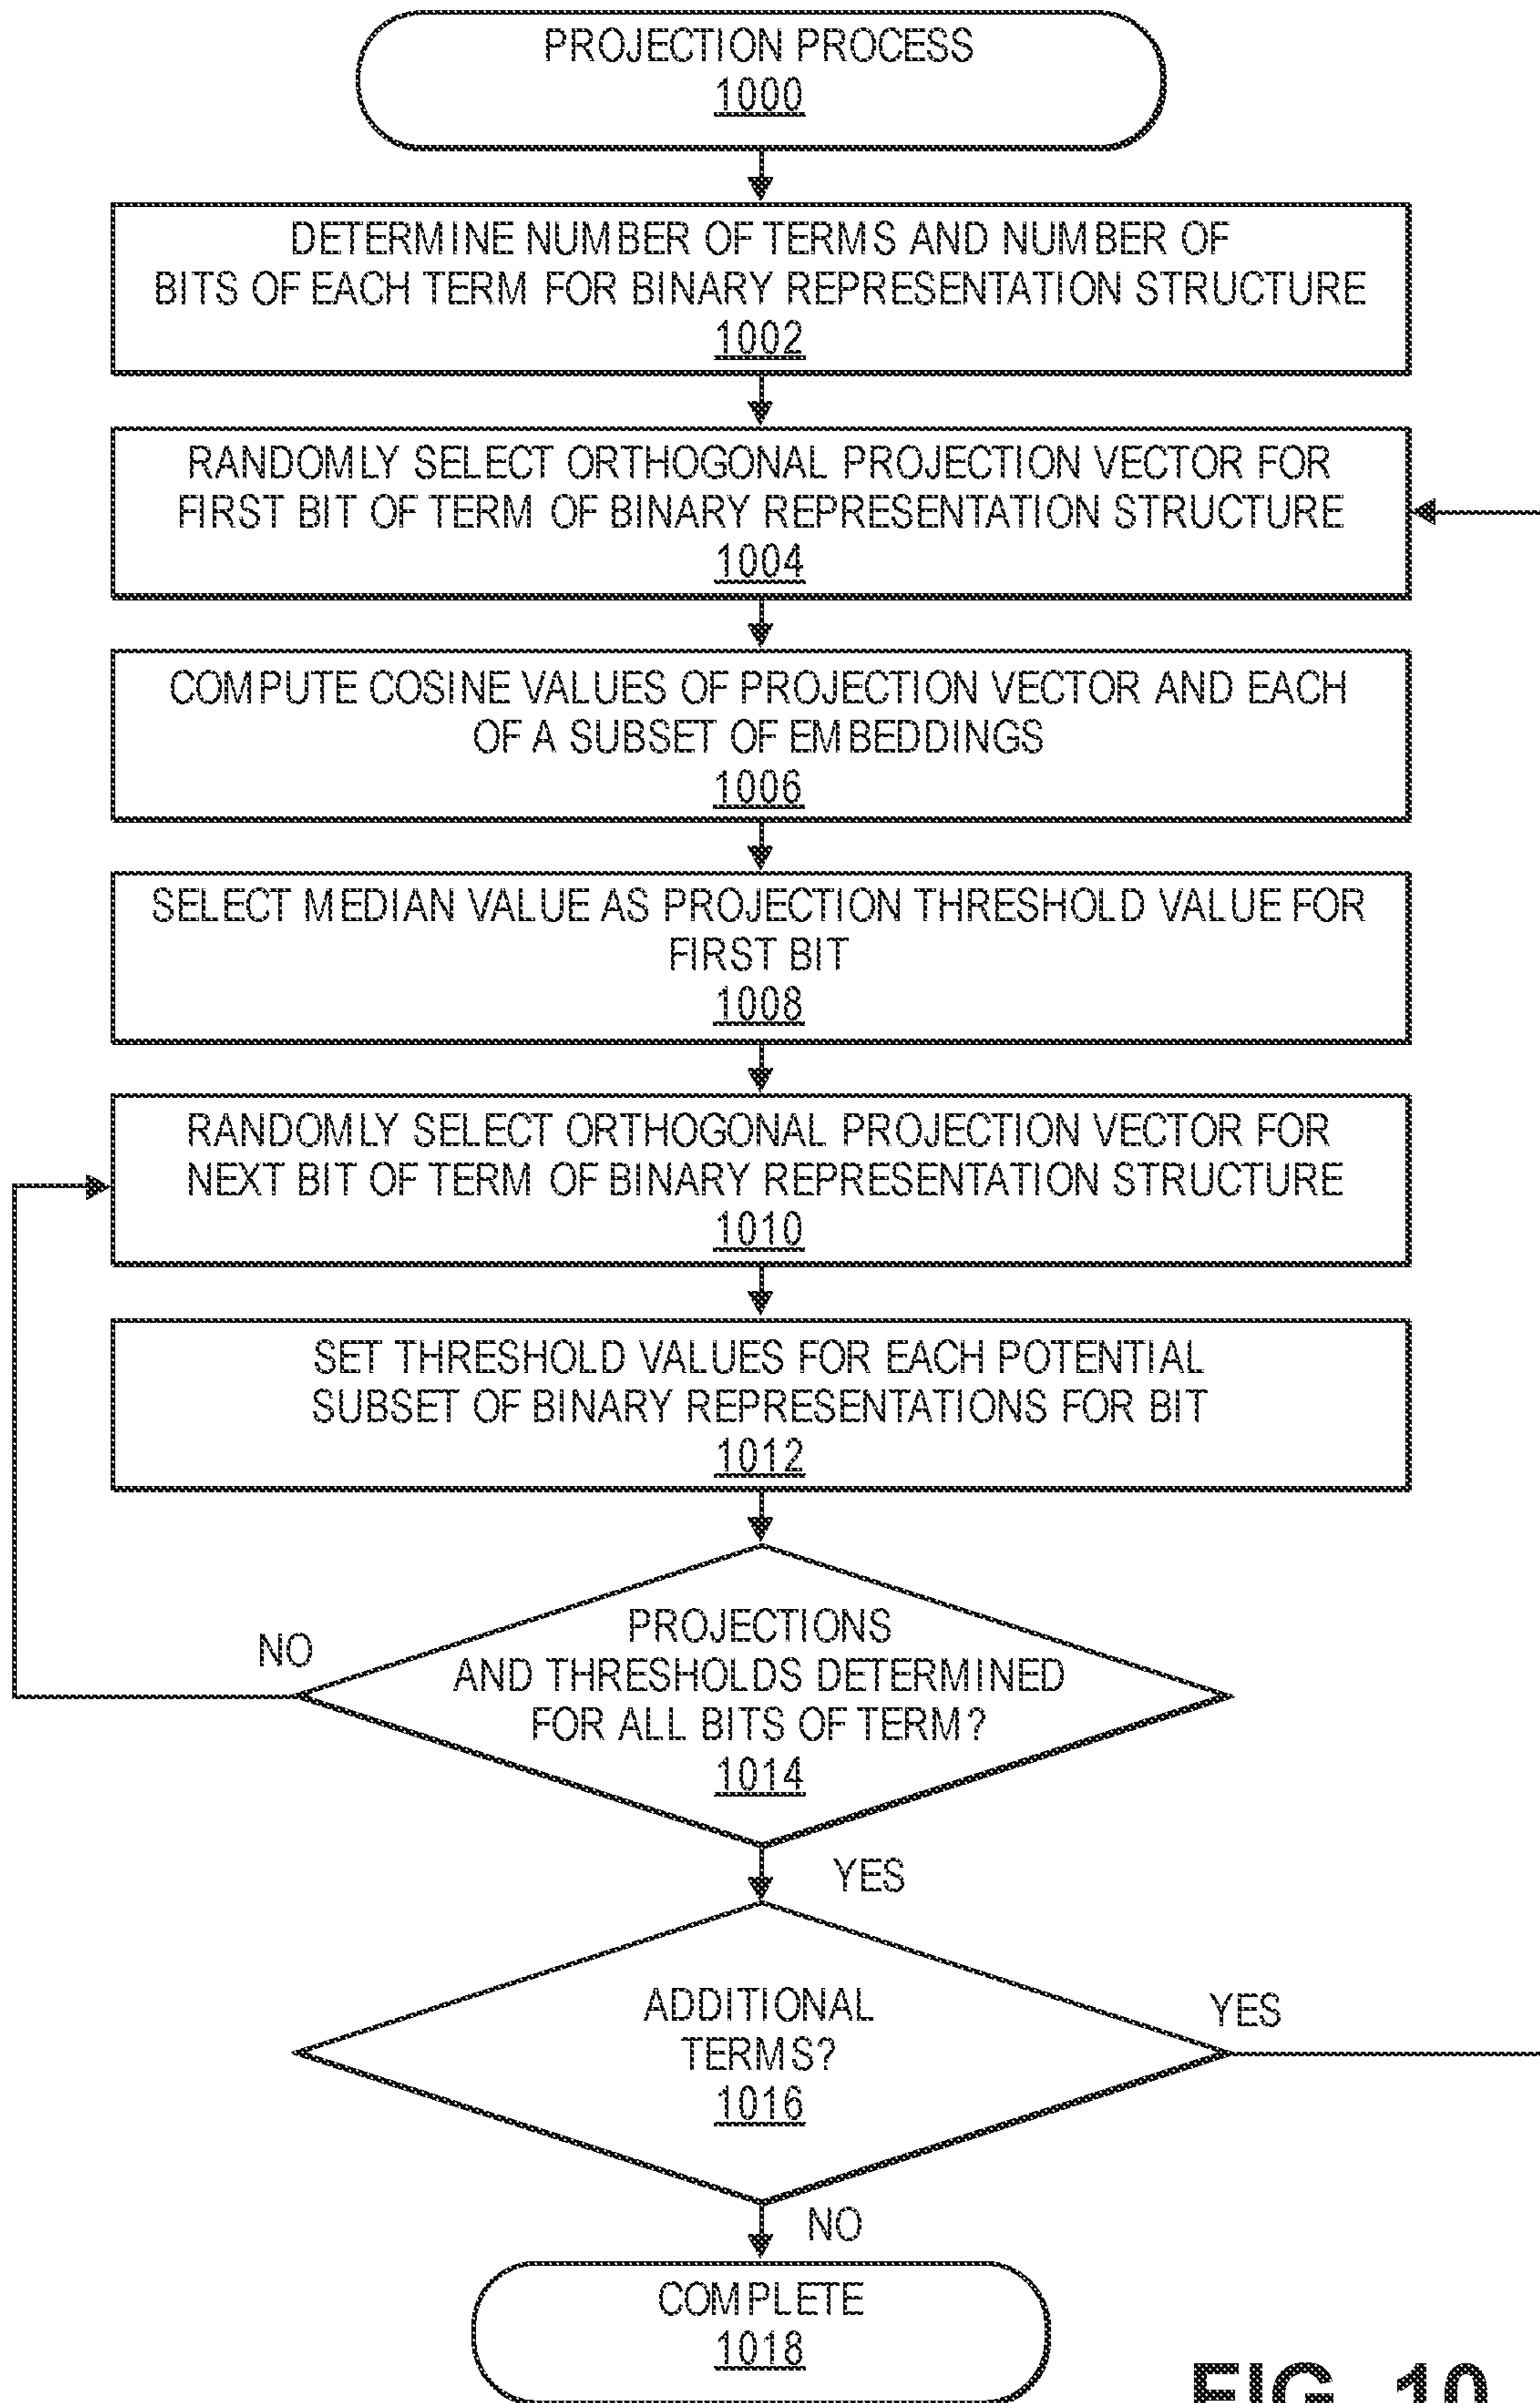 PROJECTION PROCESS
1000
DETERMINE NUMBER OF TERMS AND NUMBER OF
BITS OF EACH TERM FOR BINARY REPRESENTATION STRUCTURE
1002
RANDOMLY SELECT ORTHOGONAL PROJECTION VECTOR FOR
FIRST BIT OF TERM OF BINARY REPRESENTATION STRUCTURE
1004
COMPUTE COSINE VALUES OF PROJECTION VECTOR AND EACH
OF A SUBSET OF EMBEDDINGS
1006
SELECT MEDIAN VALUE AS PROJECTION THRESHOLD VALUE FOR
FIRST BIT
1008
RANDOMLY SELECT ORTHOGONAL PROJECTION VECTOR FOR
NEXT BIT OF TERM OF BINARY REPRESENTATION STRUCTURE
1010
SET THRESHOLD VALUES FOR EACH POTENTIAL
SUBSET OF BINARY REPRESENTATIONS FOR BIT
1012
PROJECTIONS
AND THRESHOLDS DETERMINED
FOR ALL BITS OF TERM?
1014
NO
YES
ADDITIONAL
TERMS?
1016
YES
NO
COMPLETE
1018
FIG. 10